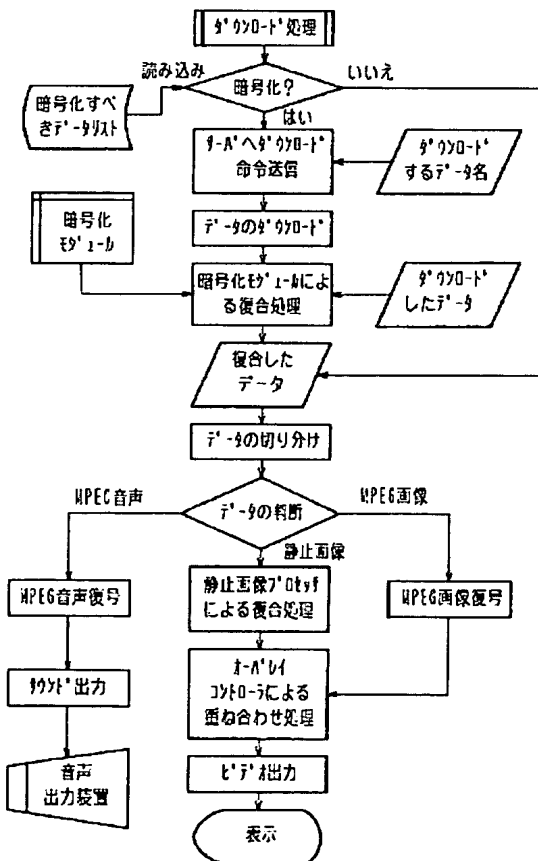 ﾀﾞｳﾝﾛｰﾄﾞ処理
読み込み
暗号化？
いいえ
暗号化すべ
きﾃﾞｰﾀﾘｽﾄ
はい
ｻｰﾊﾞへﾀﾞｳﾝﾛｰﾄﾞ
命令送信
ﾀﾞｳﾝﾛｰﾄﾞ
するﾃﾞｰﾀ名
暗号化
ﾓｼﾞｭｰﾙ
ﾃﾞｰﾀのﾀﾞｳﾝﾛｰﾄﾞ
暗号化ﾓｼﾞｭｰﾙによ
る復合処理
ﾀﾞｳﾝﾛｰﾄﾞ
したﾃﾞｰﾀ
復合した
ﾃﾞｰﾀ
ﾃﾞｰﾀの切り分け
MPEG音声
ﾃﾞｰﾀの判断
MPEG画像
静止画像
MPEG音声復号
静止画像ﾌﾟﾛｾｯｻ
による復合処理
MPEG画像復号
ｻｳﾝﾄﾞ出力
ｵｰﾊﾞﾚｲ
ｺﾝﾄﾛｰﾗによる
重ね合わせ処理
音声
出力装置
ﾋﾞﾃﾞｵ出力
表示